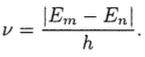 ν = |E_m − E_n| / h.